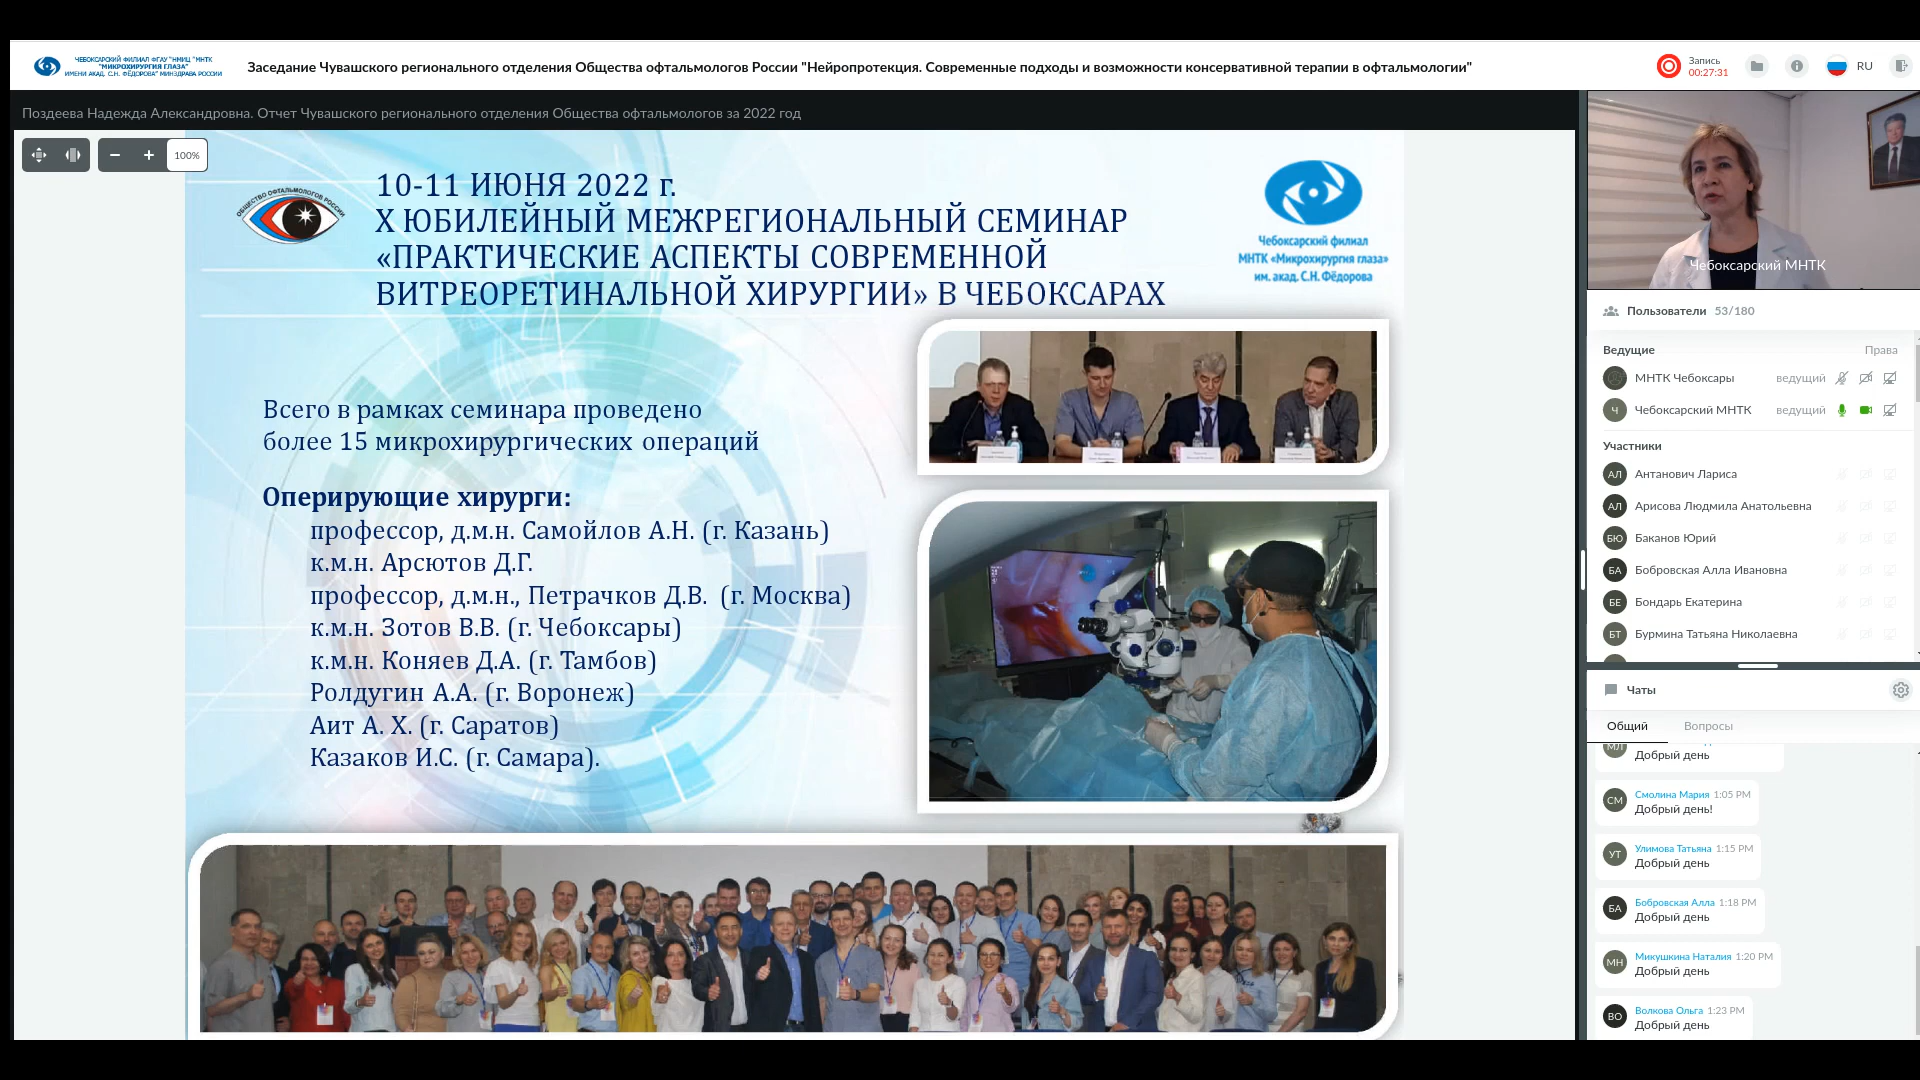 ЧЕБОКСАРСКИЙ ФИЛИАЛ ФГАУ "НМИЦ "МНТК
"МИКРОХИРУРГИЯ ГЛАЗА"
ИМЕНИ АКАД. С.Н. ФЁДОРОВА" МИНЗДРАВА РОССИИ
Заседание Чувашского регионального отделения Общества офтальмологов России "Нейропротекция. Современные подходы и возможности консервативной терапии в офтальмологии"
Запись
00:27:31
RU
Поздеева Надежда Александровна. Отчет Чувашского регионального отделения Общества офтальмологов за 2022 год
100%
ОБЩЕСТВО ОФТАЛЬМОЛОГОВ РОССИИ
10-11 ИЮНЯ 2022 г.
X ЮБИЛЕЙНЫЙ МЕЖРЕГИОНАЛЬНЫЙ СЕМИНАР
«ПРАКТИЧЕСКИЕ АСПЕКТЫ СОВРЕМЕННОЙ
ВИТРЕОРЕТИНАЛЬНОЙ ХИРУРГИИ» В ЧЕБОКСАРАХ
Чебоксарский филиал
МНТК «Микрохирургия глаза»
им. акад. С.Н. Фёдорова
Всего в рамках семинара проведено
более 15 микрохирургических операций
Оперирующие хирурги:
профессор, д.м.н. Самойлов А.Н. (г. Казань)
к.м.н. Арсютов Д.Г.
профессор, д.м.н., Петрачков Д.В. (г. Москва)
к.м.н. Зотов В.В. (г. Чебоксары)
к.м.н. Коняев Д.А. (г. Тамбов)
Ролдугин А.А. (г. Воронеж)
Аит А. Х. (г. Саратов)
Казаков И.С. (г. Самара).
Чебоксарский МНТК
Пользователи 53/180
Ведущие Права
МНТК Чебоксары ведущий
Ч Чебоксарский МНТК ведущий
Участники
АЛ Антанович Лариса
АЛ Арисова Людмила Анатольевна
БЮ Баканов Юрий
БА Бобровская Алла Ивановна
БЕ Бондарь Екатерина
БТ Бурмина Татьяна Николаевна
Чаты
Общий Вопросы
МЛ
Добрый день
СМ Смолина Мария 1:05 PM
Добрый день!
УТ Улимова Татьяна 1:15 PM
Добрый день
БА Бобровская Алла 1:18 PM
Добрый день
МН Микушкина Наталия 1:20 PM
Добрый день
ВО Волкова Ольга 1:23 PM
Добрый день